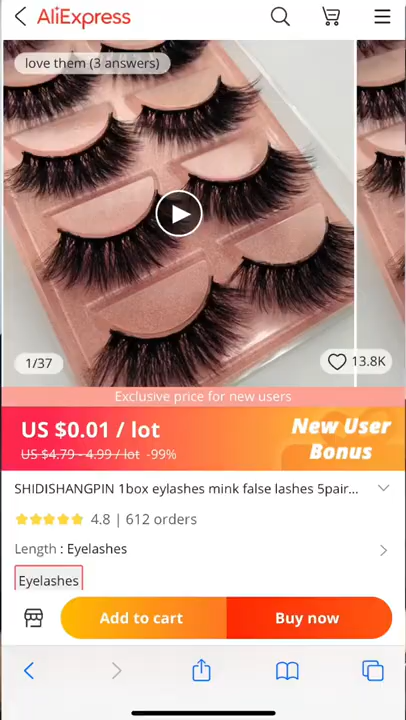 AliExpress
love them (3 answers)
1/37
13.8K
Exclusive price for new users
US $0.01 / lot
US $4.79 - 4.99 / lot -99%
New User
Bonus
SHIDISHANGPIN 1box eylashes mink false lashes 5pair...
4.8 | 612 orders
Length : Eyelashes
Eyelashes
Add to cart
Buy now